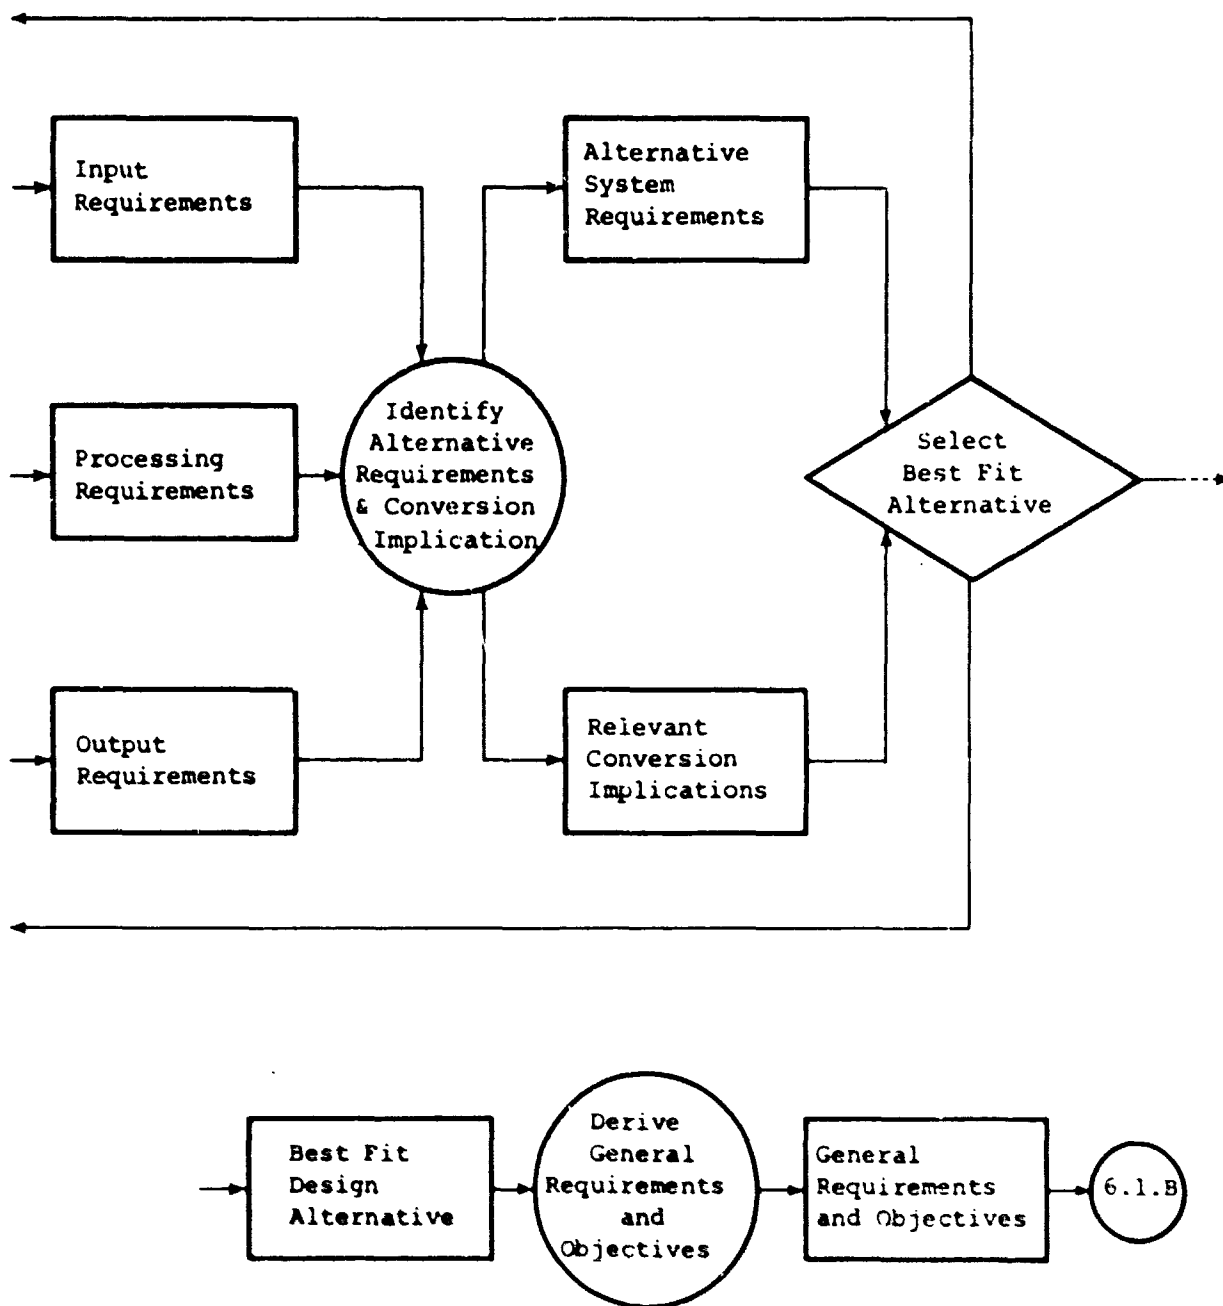 Input
Requirements
Alternative
System
Requirements
Processing
Requirements
Identify
Alternative
Requirements
& Conversion
Implication
Select
Best Fit
Alternative
Output
Requirements
Relevant
Conversion
Implications
Best Fit
Design
Alternative
Derive
General
Requirements
and
Objectives
General
Requirements
and Objectives
6.1.B